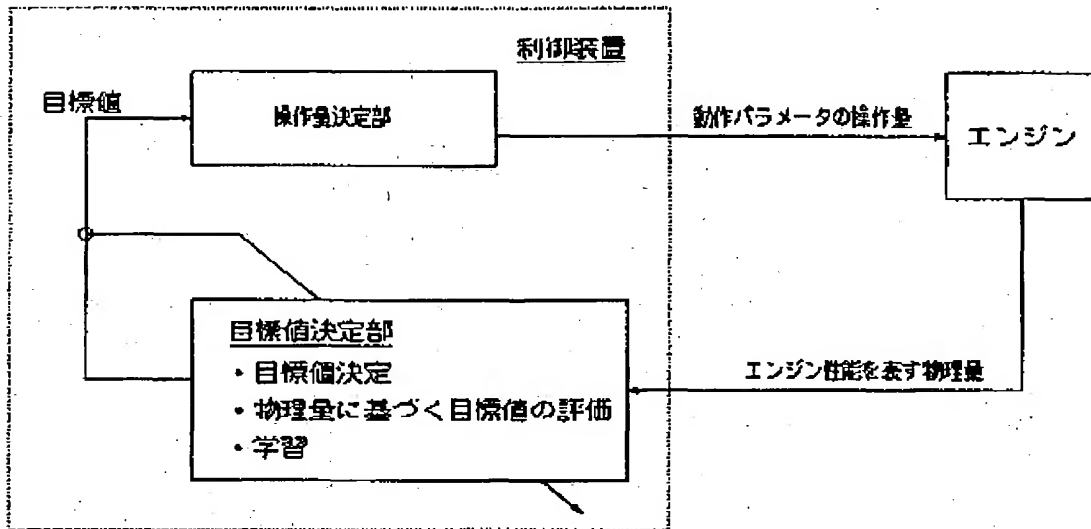 制御装置
目標値
操作量決定部
動作パラメータの操作量
エンジン
目標値決定部
・目標値決定
・物理量に基づく目標値の評価
・学習
エンジン性能を表す物理量